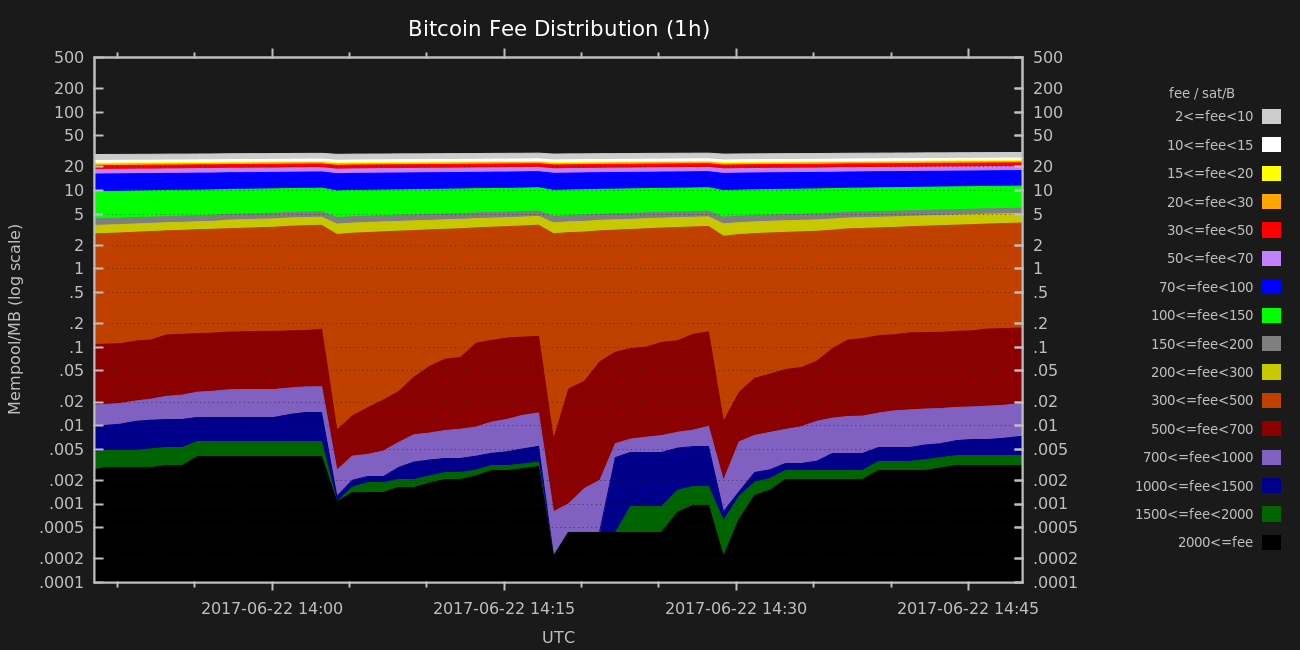 Bitcoin Fee Distribution (1h)
Mempool/MB (log scale)
500
200
100
50
20
10
5
2
1
.5
.2
.1
.05
.02
.01
.005
.002
.001
.0005
.0002
.0001
500
200
100
50
20
10
5
2
1
.5
.2
.1
.05
.02
.01
.005
.002
.001
.0005
.0002
.0001
2017-06-22 14:00
2017-06-22 14:15
2017-06-22 14:30
2017-06-22 14:45
UTC
fee / sat/B
2<=fee<10
10<=fee<15
15<=fee<20
20<=fee<30
30<=fee<50
50<=fee<70
70<=fee<100
100<=fee<150
150<=fee<200
200<=fee<300
300<=fee<500
500<=fee<700
700<=fee<1000
1000<=fee<1500
1500<=fee<2000
2000<=fee